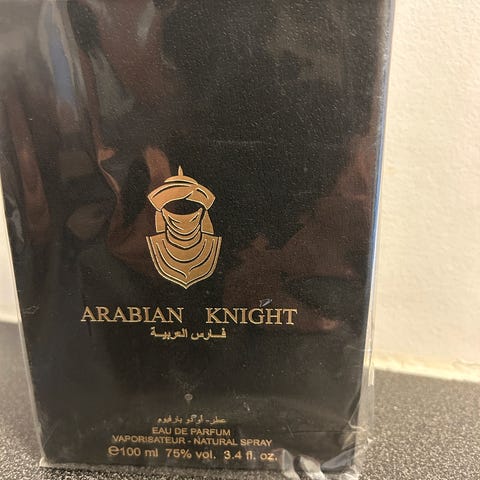 ARABIAN KNIGHT
فارس العربية
عطر - أو دو بارفيوم
EAU DE PARFUM
VAPORISATEUR - NATURAL SPRAY
℮100 ml 75% vol. 3.4 fl. oz.